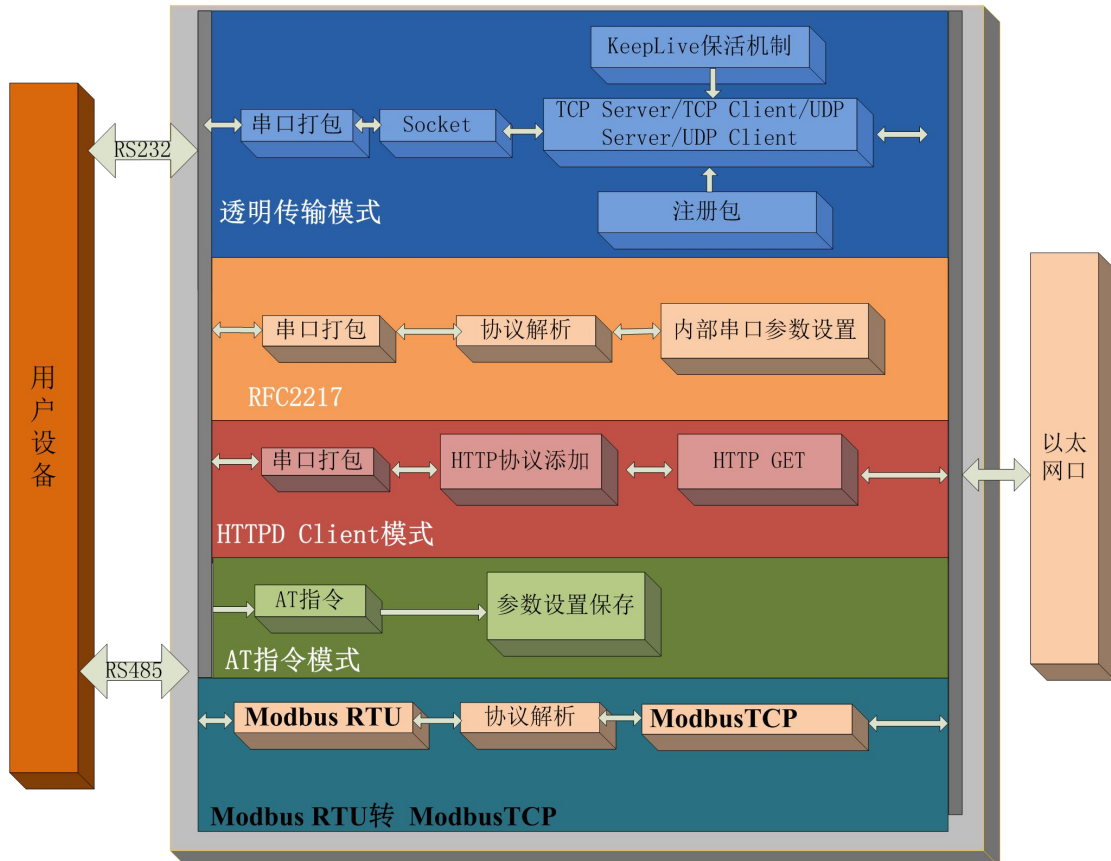 KeepLive保活机制
串口打包
Socket
TCP Server/TCP Client/UDP
Server/UDP Client
RS232
透明传输模式
注册包
串口打包
协议解析
内部串口参数设置
RFC2217
用
户
设
备
串口打包
HTTP协议添加
HTTP GET
以太
网口
HTTPD Client模式
AT指令
参数设置保存
AT指令模式
RS485
Modbus RTU
协议解析
ModbusTCP
Modbus RTU转 ModbusTCP